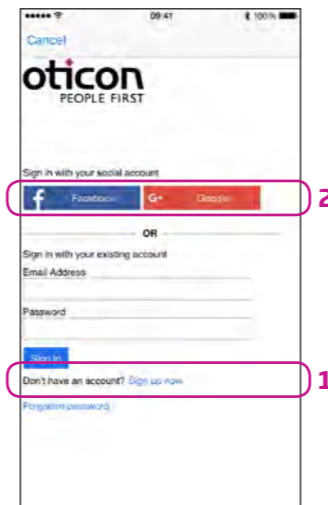 09:41 100%
Cancel
oticon
PEOPLE FIRST
Sign in with your social account
Facebook G+ Google
2
OR
Sign in with your existing account
Email Address
Password
Sign in
Don't have an account? Sign up now
1
Forgotten password